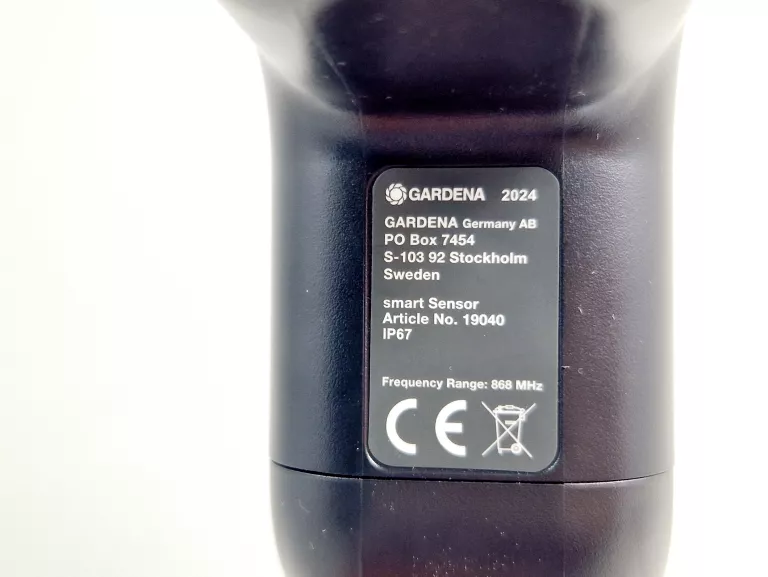 GARDENA 2024
GARDENA Germany AB
PO Box 7454
S-103 92 Stockholm
Sweden
smart Sensor
Article No. 19040
IP67
Frequency Range: 868 MHz
CE